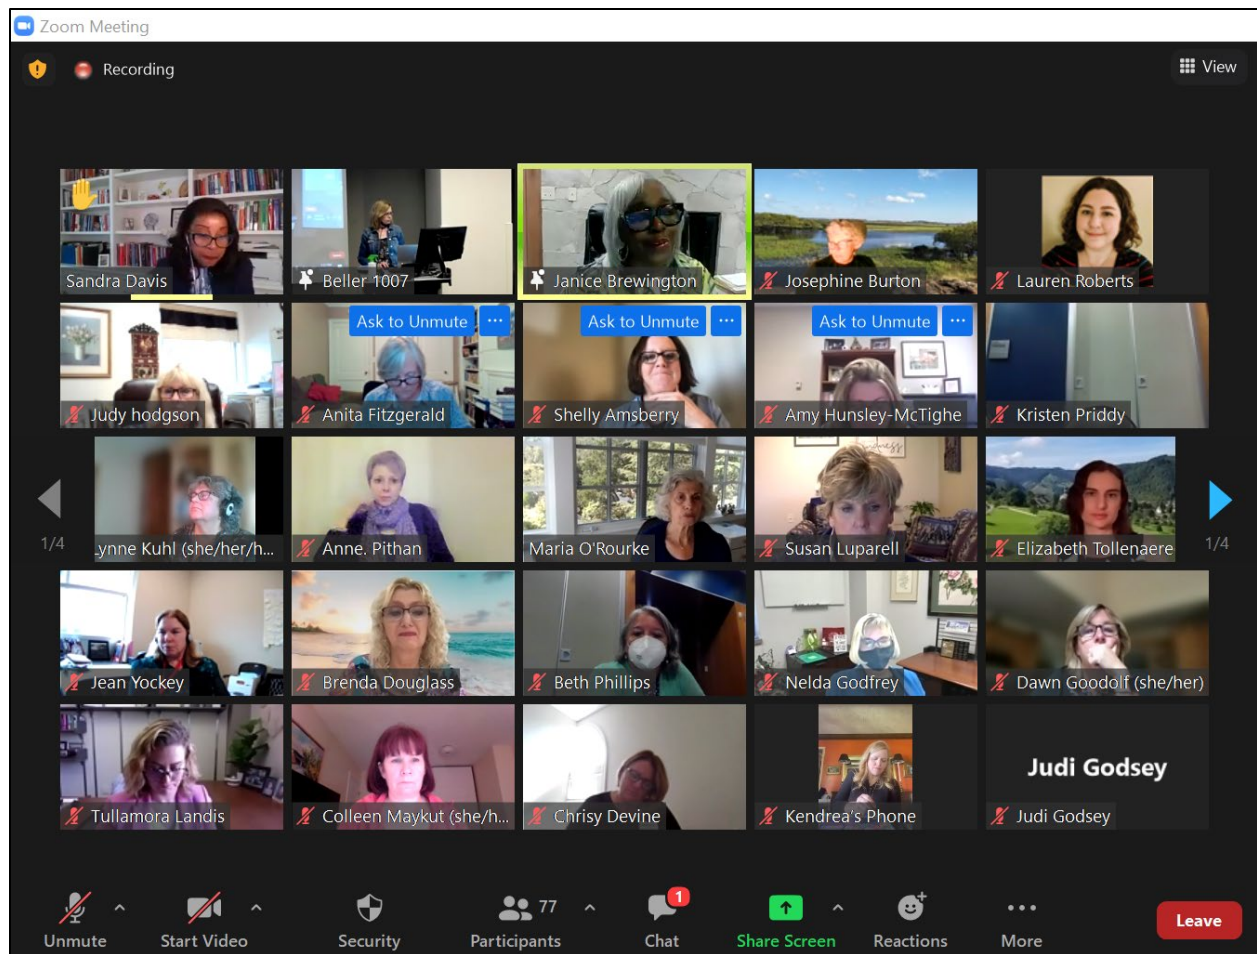 Zoom Meeting
Recording
View
Sandra Davis
Beller 1007
Janice Brewington
Josephine Burton
Lauren Roberts
Ask to Unmute ...
Ask to Unmute ...
Ask to Unmute ...
Judy hodgson
Anita Fitzgerald
Shelly Amsberry
Amy Hunsley-McTighe
Kristen Priddy
kindness
1/4
ynne Kuhl (she/her/h...
Anne. Pithan
Maria O'Rourke
Susan Luparell
Elizabeth Tollenaere
1/4
Jean Yockey
Brenda Douglass
Beth Phillips
Nelda Godfrey
Dawn Goodolf (she/her)
Judi Godsey
Tullamora Landis
Colleen Maykut (she/h...
Chrisy Devine
Kendrea's Phone
Judi Godsey
77
1
Unmute
Start Video
Security
Participants
Chat
Share Screen
Reactions
More
Leave